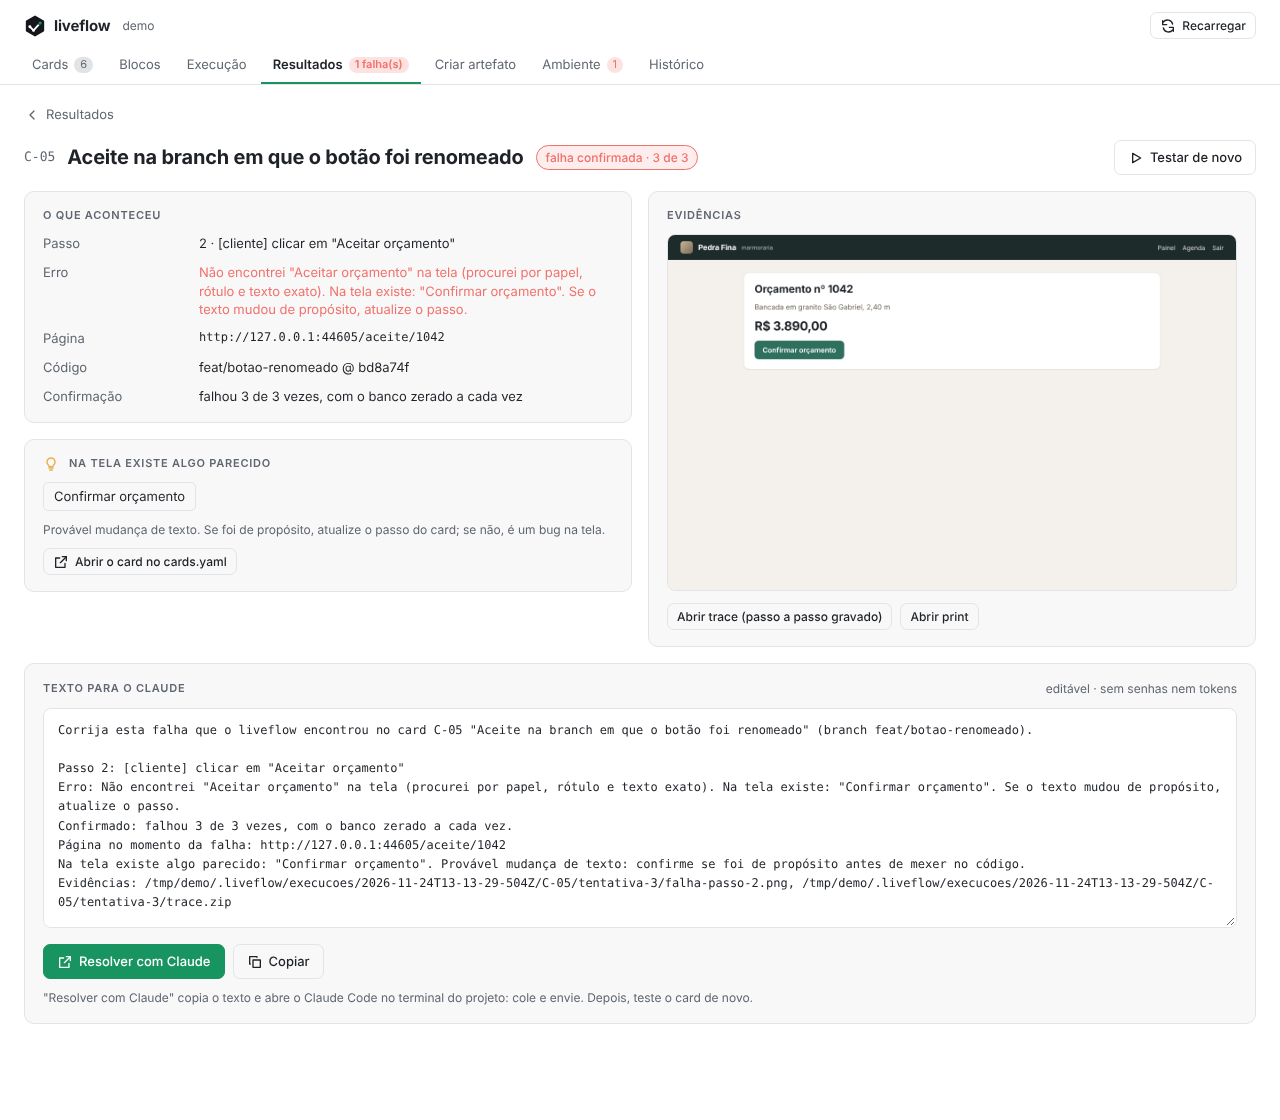 liveflow demo
Recarregar
Cards 6 Blocos Execução Resultados 1 falha(s) Criar artefato Ambiente 1 Histórico
Resultados
C-05 Aceite na branch em que o botão foi renomeado falha confirmada · 3 de 3
Testar de novo
O QUE ACONTECEU
Passo 2 · [cliente] clicar em "Aceitar orçamento"
Erro Não encontrei "Aceitar orçamento" na tela (procurei por papel,
rótulo e texto exato). Na tela existe: "Confirmar orçamento". Se o
texto mudou de propósito, atualize o passo.
Página http://127.0.0.1:44605/aceite/1042
Código feat/botao-renomeado @ bd8a74f
Confirmação falhou 3 de 3 vezes, com o banco zerado a cada vez
NA TELA EXISTE ALGO PARECIDO
Confirmar orçamento
Provável mudança de texto. Se foi de propósito, atualize o passo do card; se não, é um bug na tela.
Abrir o card no cards.yaml
EVIDÊNCIAS
Pedra Fina marmoraria Painel Agenda Sair
Orçamento nº 1042
Bancada em granito São Gabriel, 2,40 m
R$ 3.890,00
Confirmar orçamento
Abrir trace (passo a passo gravado) Abrir print
TEXTO PARA O CLAUDE
editável · sem senhas nem tokens
Corrija esta falha que o liveflow encontrou no card C-05 "Aceite na branch em que o botão foi renomeado" (branch feat/botao-renomeado).
Passo 2: [cliente] clicar em "Aceitar orçamento"
Erro: Não encontrei "Aceitar orçamento" na tela (procurei por papel, rótulo e texto exato). Na tela existe: "Confirmar orçamento". Se o texto mudou de propósito,
atualize o passo.
Confirmado: falhou 3 de 3 vezes, com o banco zerado a cada vez.
Página no momento da falha: http://127.0.0.1:44605/aceite/1042
Na tela existe algo parecido: "Confirmar orçamento". Provável mudança de texto: confirme se foi de propósito antes de mexer no código.
Evidências: /tmp/demo/.liveflow/execucoes/2026-11-24T13-13-29-504Z/C-05/tentativa-3/falha-passo-2.png, /tmp/demo/.liveflow/execucoes/2026-11-24T13-13-29-504Z/C-
05/tentativa-3/trace.zip
Resolver com Claude Copiar
"Resolver com Claude" copia o texto e abre o Claude Code no terminal do projeto: cole e envie. Depois, teste o card de novo.